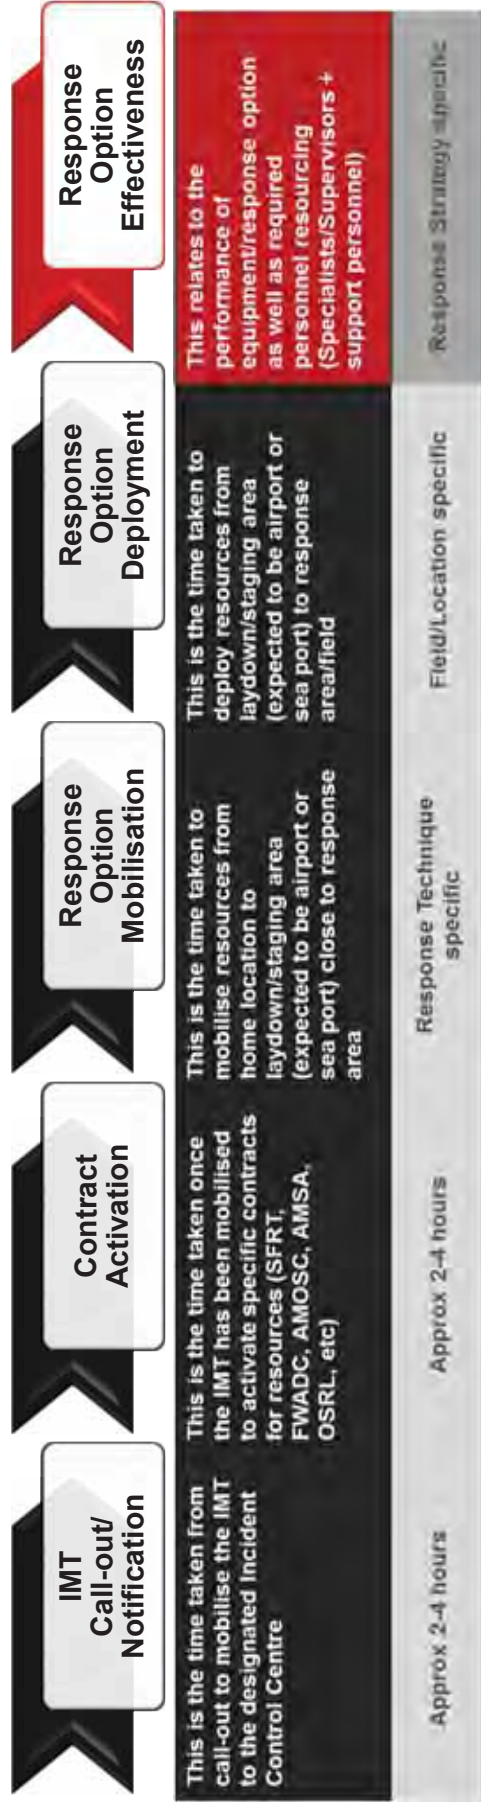 IMT
Call-out/
Notification
This is the time taken from
call-out to mobilise the IMT
to the designated Incident
Control Centre
Approx 2-4 hours
Contract
Activation
This is the time taken once
the IMT has been mobilised
to activate specific contracts
for resources (SFRT,
FWADC, AMOSC, AMSA,
OSRL, etc)
Approx 2-4 hours
Response
Option
Mobilisation
This is the time taken to
mobilise resources from
home location to
laydown/staging area
(expected to be airport or
sea port) close to response
area
Response Technique
specific
Response
Option
Deployment
This is the time taken to
deploy resources from
laydown/staging area
(expected to be airport or
sea port) to response
area/field
Field/Location specific
Response
Option
Effectiveness
This relates to the
performance of
equipment/response option
as well as required
personnel resourcing
(Specialists/Supervisors +
support personnel)
Response Strategy specific